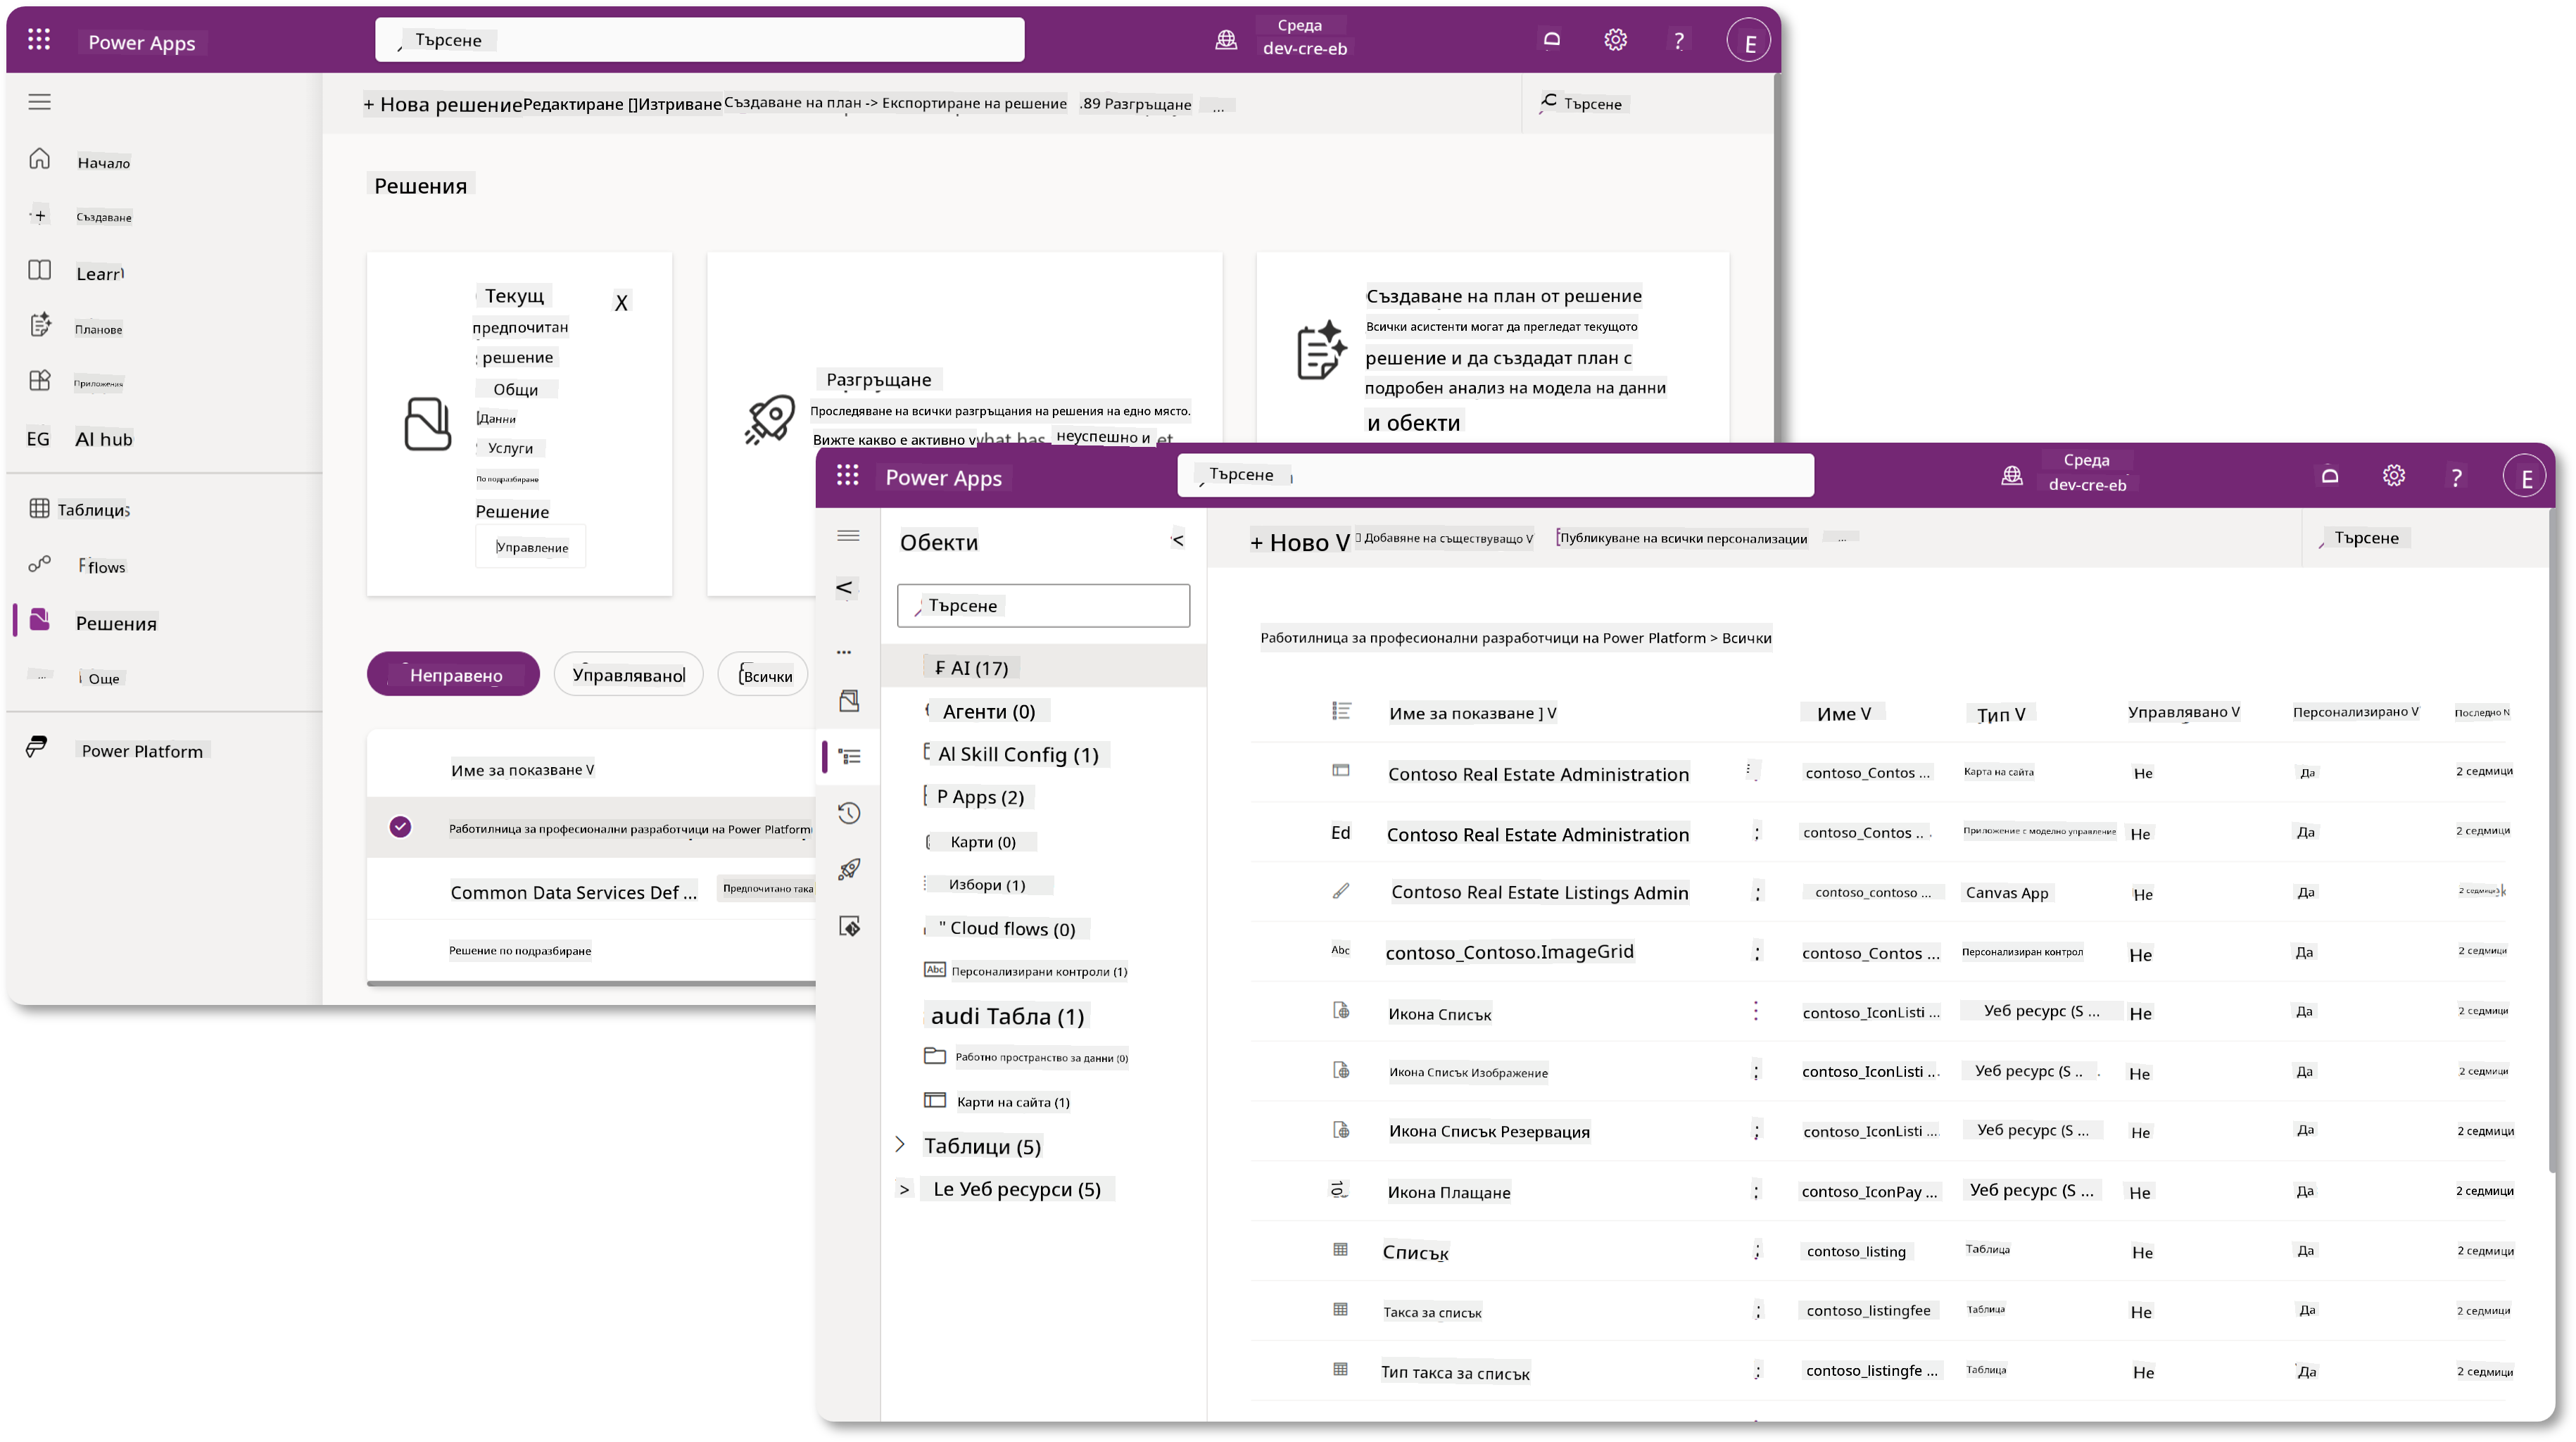 Power Apps
Търсене
Среда
dev-cre-eb
?
E
+ Нова решение Редактиране []Изтриване Създаване на план -> Експортиране на решение .89 Разгръщане ...
Търсене
Начало
Създаване
Learn
Планове
Приложения
EG AI hub
Таблици
flows
Решения
... Още
Power Platform
Решения
Текущ
X
предпочитан
решение
Общи
Данни
Услуги
По подразбиране
Решение
Управление
Разгръщане
Проследяване на всички разгръщания на решения на едно място.
Вижте какво е активно what has неуспешно и
Създаване на план от решение
Всички асистенти могат да прегледат текущото
решение и да създадат план с
подробен анализ на модела на данни
и обекти
Неправено
Управлявано
Всички
Име за показване V
Работилница за професионални разработчици на Power Platform
Common Data Services Def ...
Предпочитано така
Решение по подразбиране
Power Apps
Търсене
Среда
dev-cre-eb
?
E
Обекти <
Търсене
₣ AI (17)
Агенти (0)
Al Skill Config (1)
P Apps (2)
Карти (0)
Избори (1)
" Cloud flows (0)
Abc Персонализирани контроли (1)
audi Табла (1)
Работно пространство за данни (0)
Карти на сайта (1)
Таблици (5)
> Le Уеб ресурси (5)
+ Ново V Добавяне на съществуващо V Публикуване на всички персонализации ...
Търсене
Работилница за професионални разработчици на Power Platform > Всички
Име за показване ] V Име V Тип V Управлявано V Персонализирано V Последно N
Contoso Real Estate Administration contoso_Contos ... Карта на сайта Не Да 2 седмици
Ed Contoso Real Estate Administration ; contoso_Contos .. Приложение с моделно управление Не Да 2 седмици
Contoso Real Estate Listings Admin ; contoso_contoso ... Canvas App Не Да 2 седмици
Abc contoso_Contoso.ImageGrid ; contoso_Contos ... Персонализиран контрол Не Да 2 седмици
Икона Списък contoso_IconListi ... Уеб ресурс (S ... Не Да 2 седмици
Икона Списък Изображение ; contoso_IconListi ... Уеб ресурс (S .. Не Да 2 седмици
Икона Списък Резервация ; contoso_IconListi ... Уеб ресурс (S ... Не Да 2 седмици
Икона Плащане ; contoso_IconPay ... Уеб ресурс (S ... Не Да 2 седмици
Списък ; contoso_listing Таблица Не Да 2 седмици
Такса за списък ; contoso_listingfee Таблица Не Да 2 седмици
Тип такса за списък ; contoso_listingfe ... Таблица Не Да 2 седмици